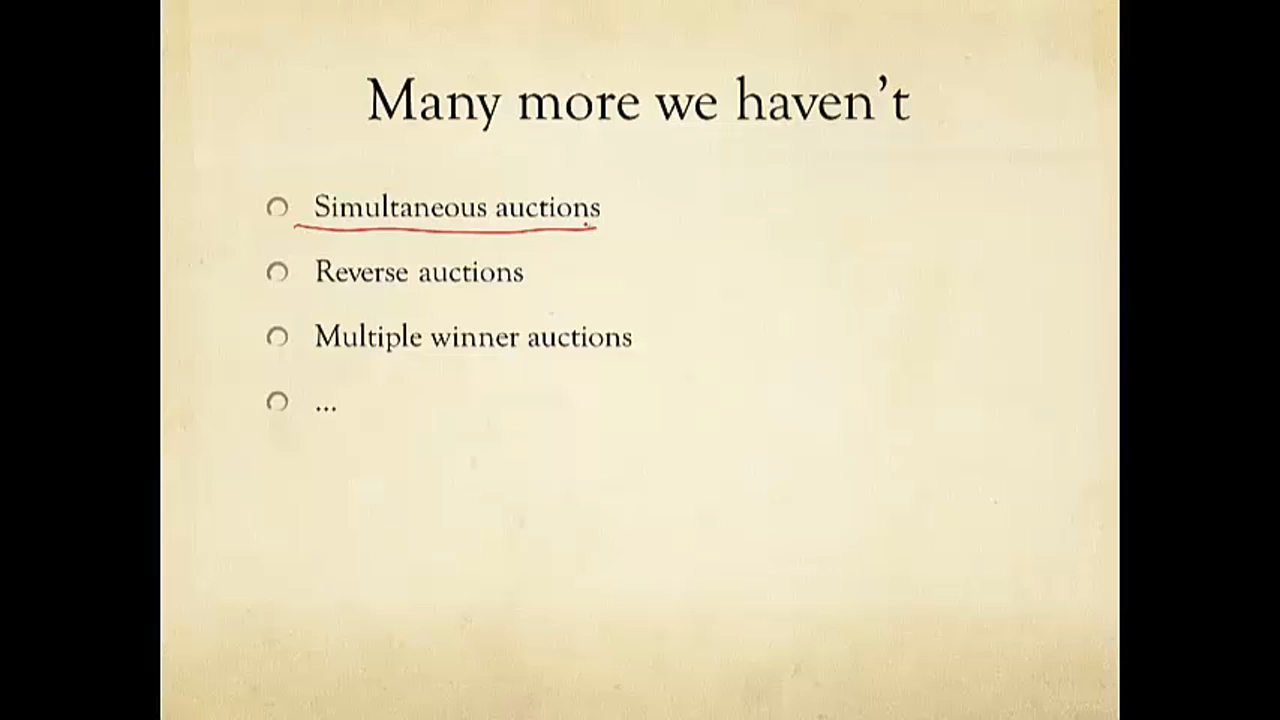 Many more we haven’t
Simultaneous auctions
Reverse auctions
Multiple winner auctions
...